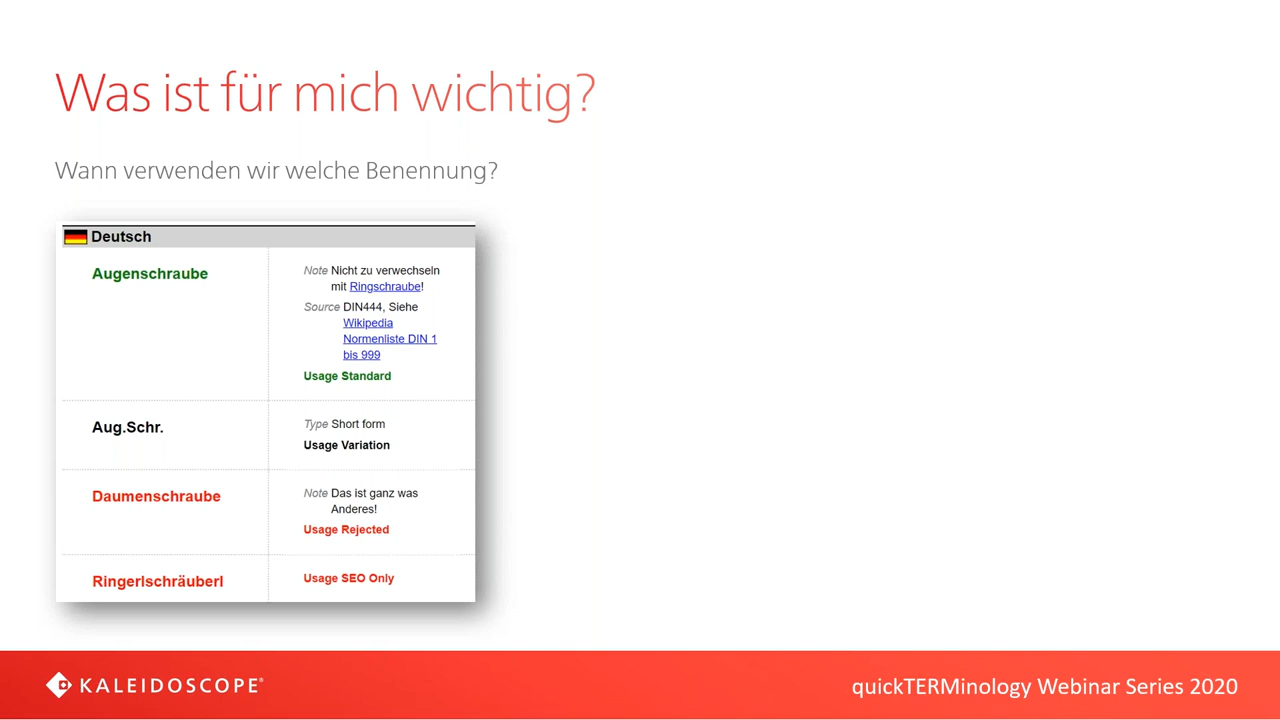 Was ist für mich wichtig?
Wann verwenden wir welche Benennung?
Deutsch
Augenschraube
Note Nicht zu verwechseln
mit Ringschraube!
Source DIN444, Siehe
Wikipedia
Normenliste DIN 1
bis 999
Usage Standard
Aug.Schr.
Type Short form
Usage Variation
Daumenschraube
Note Das ist ganz was
Anderes!
Usage Rejected
Ringerlschräuberl
Usage SEO Only
KALEIDOSCOPE®
quickTERMinology Webinar Series 2020